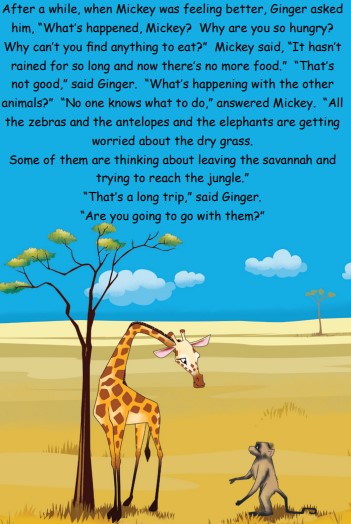 After a while, when Mickey was feeling better, Ginger asked
him, “What’s happened, Mickey?  Why are you so hungry?
Why can’t you find anything to eat?”  Mickey said, “It hasn’t
rained for so long and now there’s no more food.”  “That’s
not good,” said Ginger.  “What’s happening with the other
animals?”  “No one knows what to do,” answered Mickey.  “All
the zebras and the antelopes and the elephants are getting
worried about the dry grass.
Some of them are thinking about leaving the savannah and
trying to reach the jungle.”
“That’s a long trip,” said Ginger.
“Are you going to go with them?”